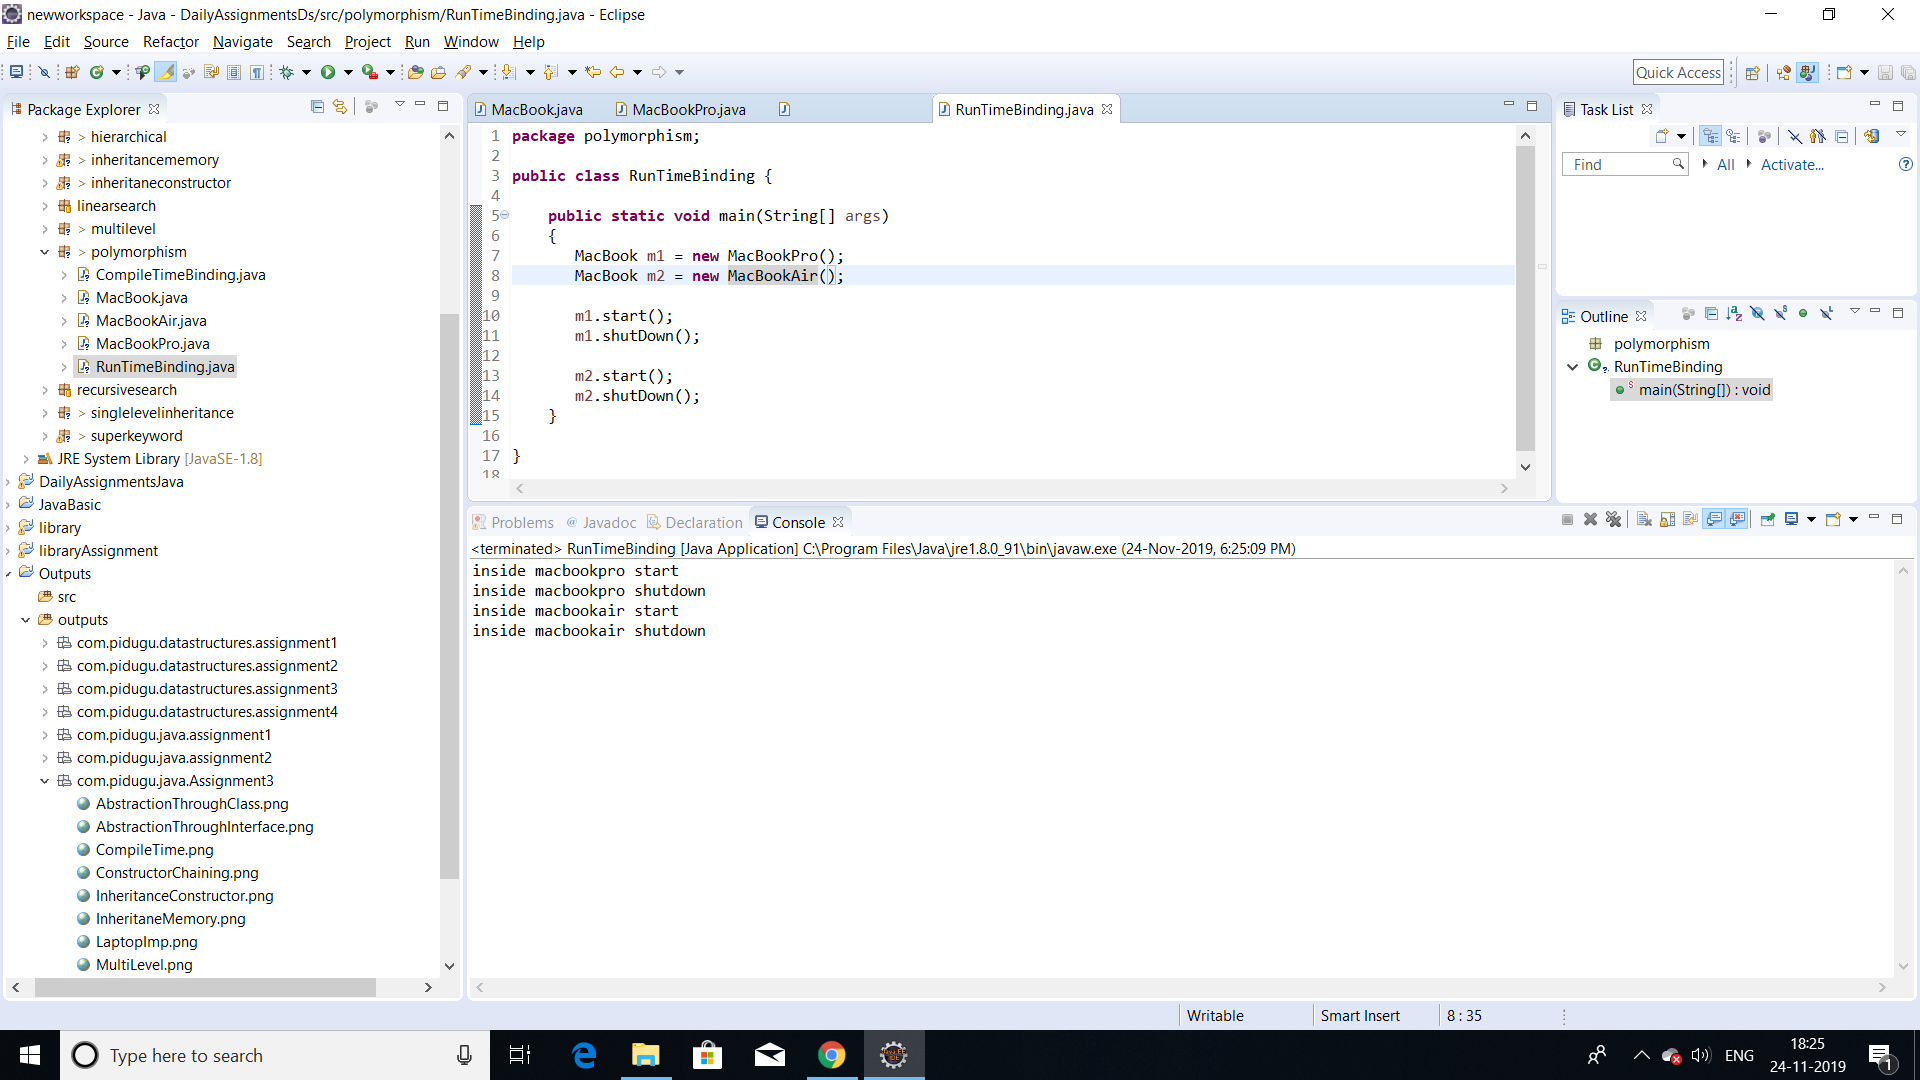 newworkspace - Java - DailyAssignmentsDs/src/polymorphism/RunTimeBinding.java - Eclipse
File Edit Source Refactor Navigate Search Project Run Window Help
Quick Access
Package Explorer
> hierarchical
> inheritancememory
> inheritaneconstructor
linearsearch
> multilevel
> polymorphism
CompileTimeBinding.java
MacBook.java
MacBookAir.java
MacBookPro.java
RunTimeBinding.java
recursivesearch
> singlelevelinheritance
> superkeyword
JRE System Library [JavaSE-1.8]
DailyAssignmentsJava
JavaBasic
library
libraryAssignment
Outputs
src
outputs
com.pidugu.datastructures.assignment1
com.pidugu.datastructures.assignment2
com.pidugu.datastructures.assignment3
com.pidugu.datastructures.assignment4
com.pidugu.java.assignment1
com.pidugu.java.assignment2
com.pidugu.java.Assignment3
AbstractionThroughClass.png
AbstractionThroughInterface.png
CompileTime.png
ConstructorChaining.png
InheritanceConstructor.png
InheritaneMemory.png
LaptopImp.png
MultiLevel.png
MacBook.java MacBookPro.java RunTimeBinding.java
1 package polymorphism;
2
3 public class RunTimeBinding {
4
5 public static void main(String[] args)
6 {
7 MacBook m1 = new MacBookPro();
8 MacBook m2 = new MacBookAir();
9
10 m1.start();
11 m1.shutDown();
12
13 m2.start();
14 m2.shutDown();
15 }
16
17 }
18
Problems Javadoc Declaration Console
<terminated> RunTimeBinding [Java Application] C:\Program Files\Java\jre1.8.0_91\bin\javaw.exe (24-Nov-2019, 6:25:09 PM)
inside macbookpro start
inside macbookpro shutdown
inside macbookair start
inside macbookair shutdown
Task List
Find All Activate...
Outline
polymorphism
RunTimeBinding
main(String[]) : void
Writable Smart Insert 8 : 35
Type here to search
ENG
18:25
24-11-2019
1